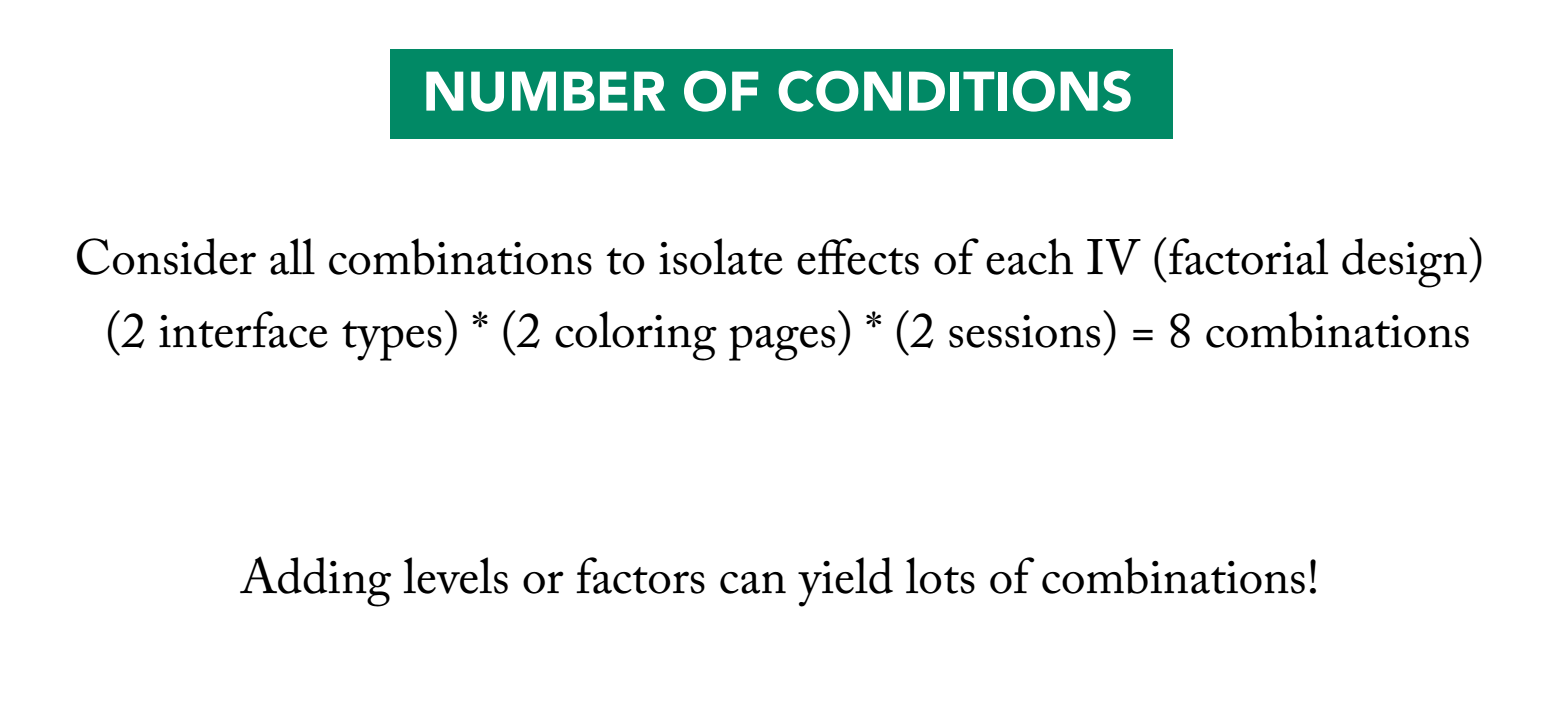 NUMBER OF CONDITIONS
Consider all combinations to isolate effects of each IV (factorial design)
(2 interface types) * (2 coloring pages) * (2 sessions) = 8 combinations
Adding levels or factors can yield lots of combinations!